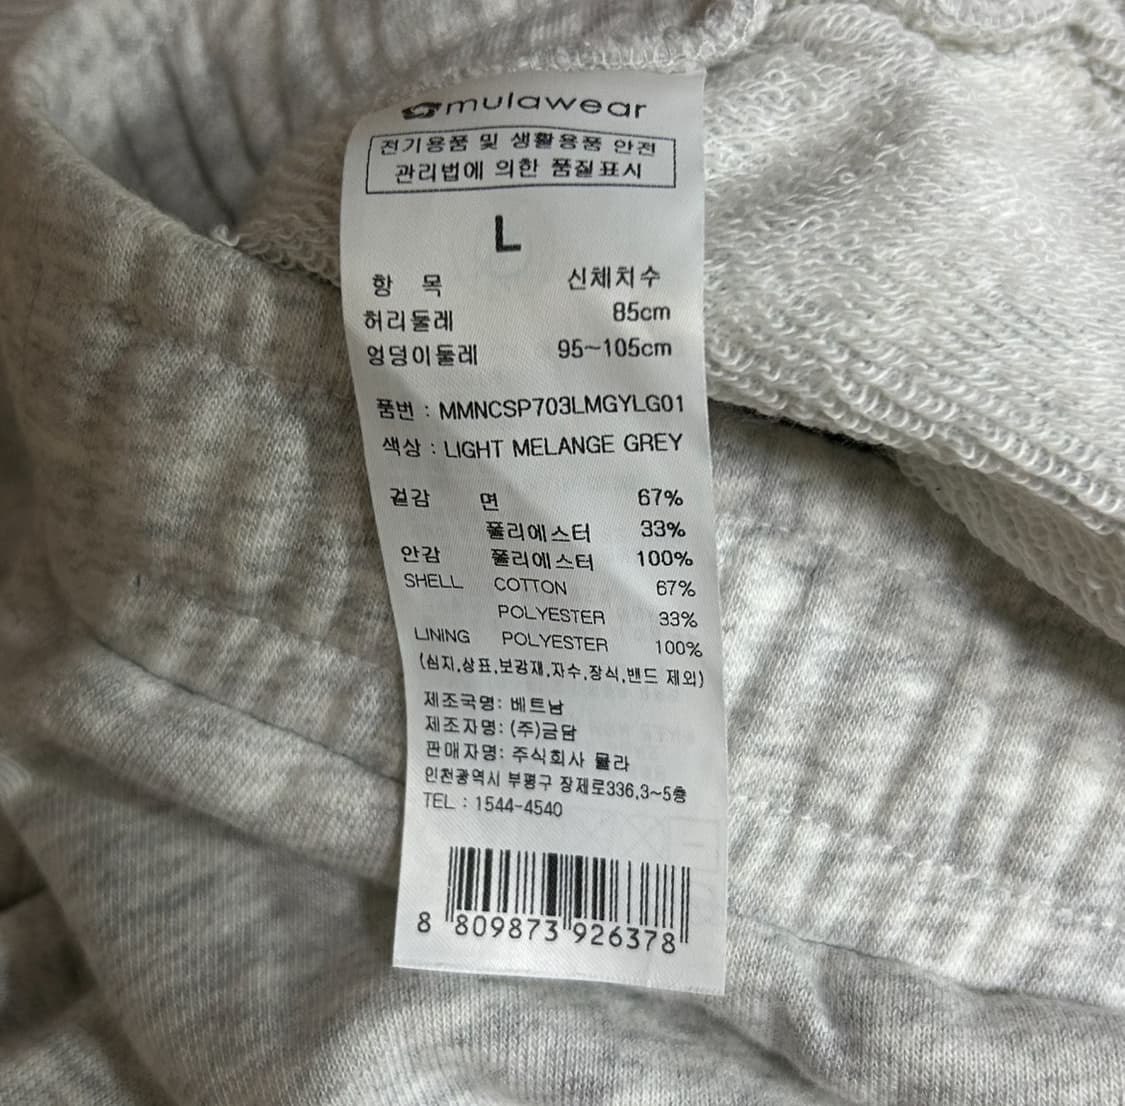 mulawear
전기용품 및 생활용품 안전
관리법에 의한 품질표시
L
항 목 신체치수
허리둘레 85cm
엉덩이둘레 95~105cm
품번 : MMNCSP703LMGYLG01
색상 : LIGHT MELANGE GREY
겉감 면 67%
폴리에스터 33%
안감 폴리에스터 100%
SHELL COTTON 67%
POLYESTER 33%
LINING POLYESTER 100%
(심지,상표,보강재,자수,장식,밴드 제외)
제조국명: 베트남
제조자명: (주)금담
판매자명: 주식회사 뮬라
인천광역시 부평구 장제로336,3~5층
TEL : 1544-4540
8 809873 926378